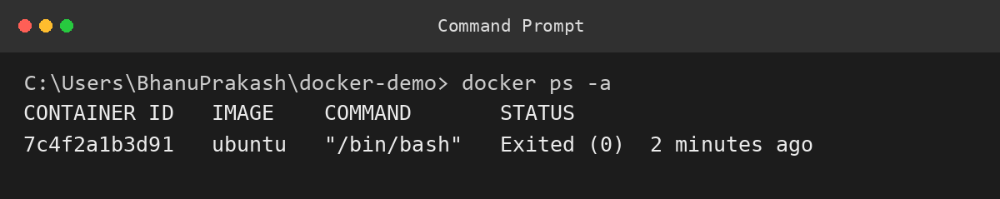 Command Prompt
C:\Users\BhanuPrakash\docker-demo> docker ps -a
CONTAINER ID   IMAGE    COMMAND       STATUS
7c4f2a1b3d91   ubuntu   "/bin/bash"   Exited (0)  2 minutes ago